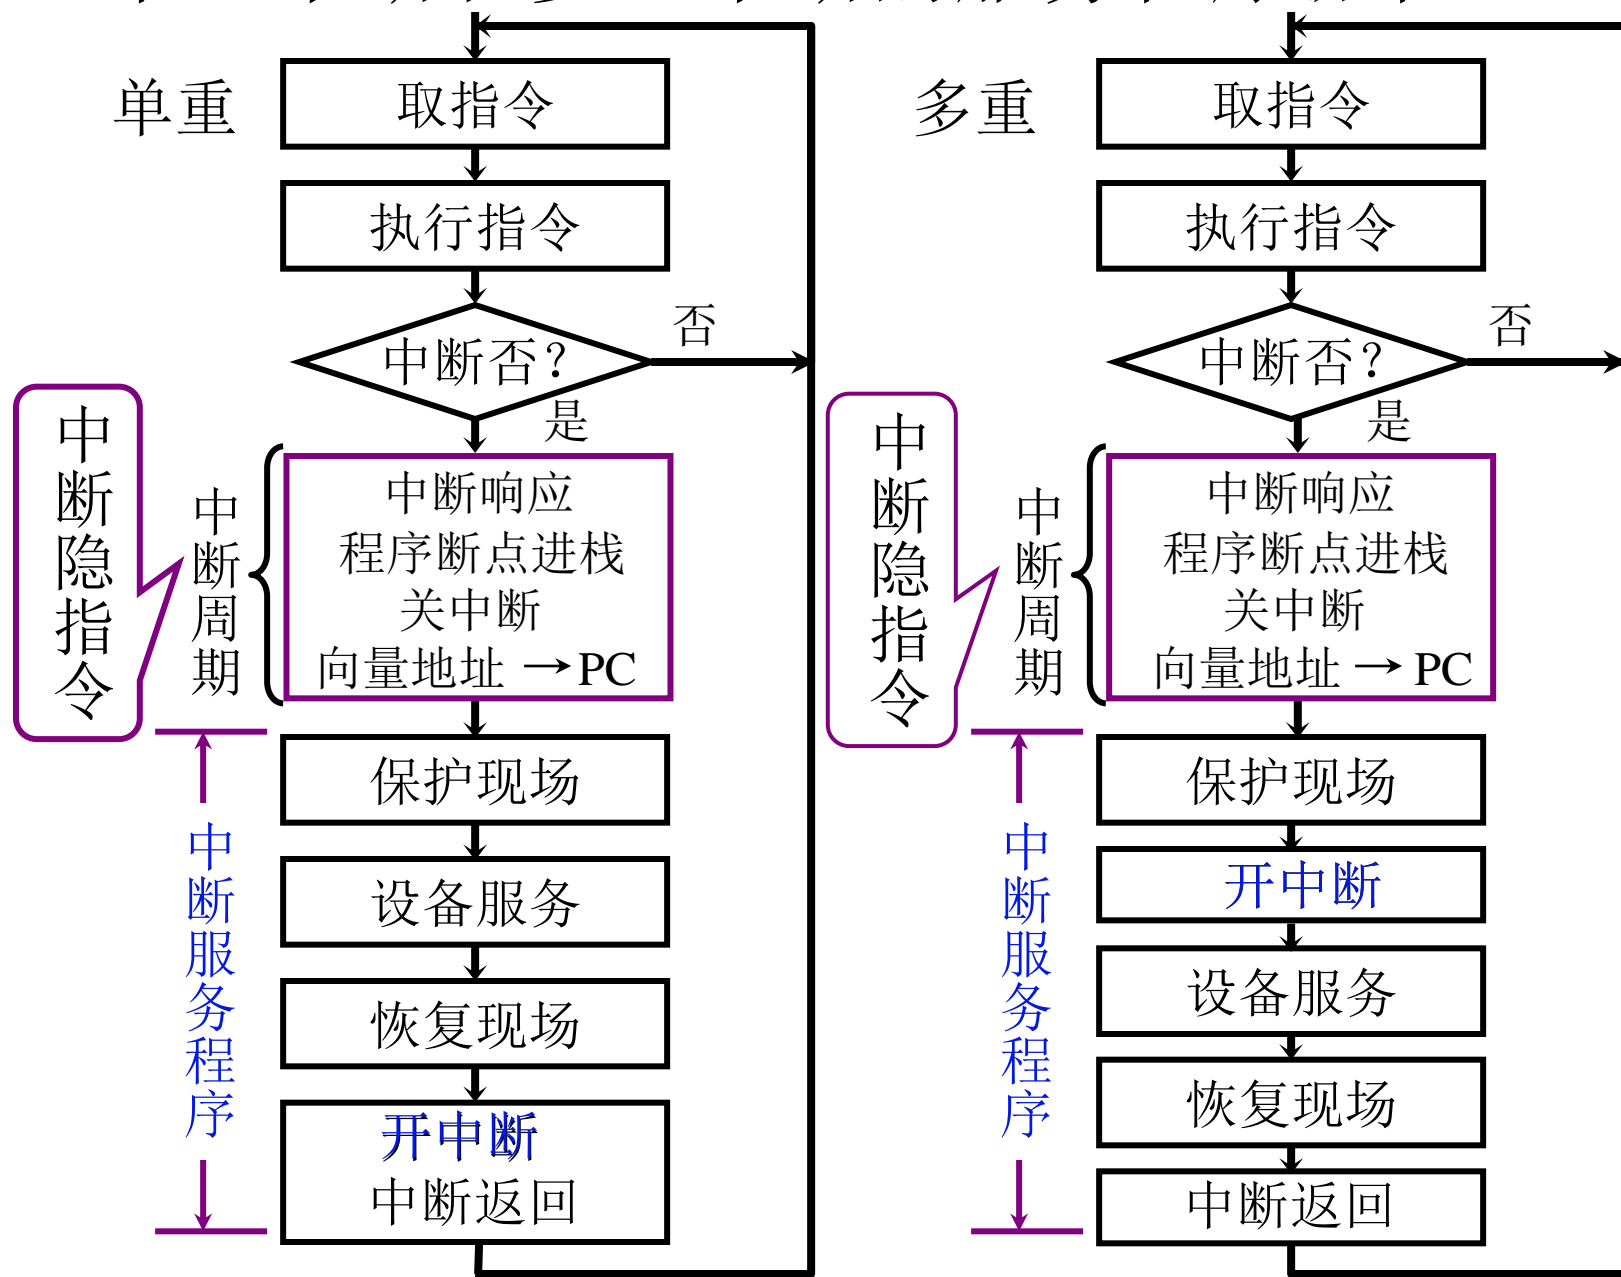 单重
取指令
执行指令
中断否?
否
是
中断隐指令
中断周期
中断响应
程序断点进栈
关中断
向量地址 → PC
中断服务程序
保护现场
设备服务
恢复现场
开中断
中断返回
多重
取指令
执行指令
中断否?
否
是
中断隐指令
中断周期
中断响应
程序断点进栈
关中断
向量地址 → PC
中断服务程序
保护现场
开中断
设备服务
恢复现场
中断返回